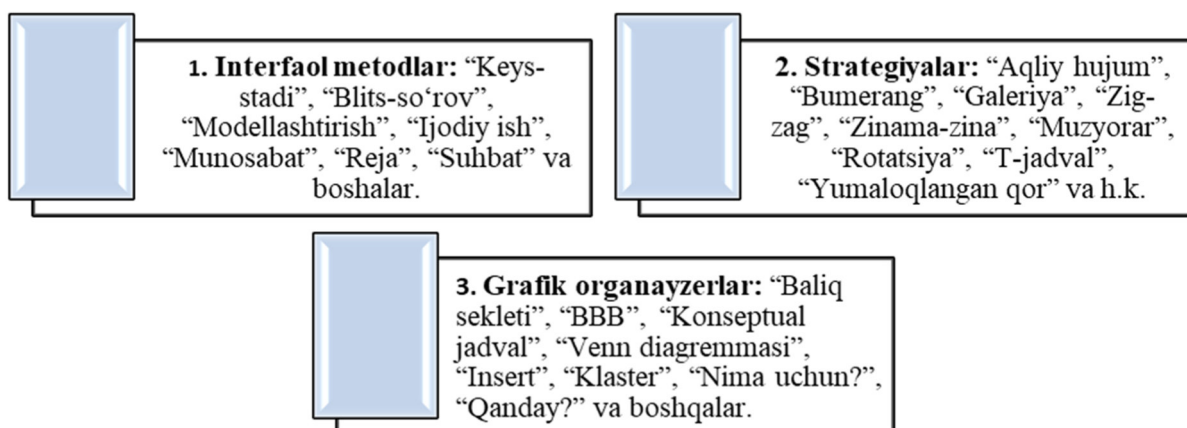 1. Interfaol metodlar: “Keys-
stadi”, “Blits-so‘rov”,
“Modellashtirish”, “Ijodiy ish”,
“Munosabat”, “Reja”, “Suhbat” va
boshalar.
2. Strategiyalar: “Aqliy hujum”,
“Bumerang”, “Galeriya”, “Zig-
zag”, “Zinama-zina”, “Muzyorar”,
“Rotatsiya”, “T-jadval”,
“Yumaloqlangan qor” va h.k.
3. Grafik organayzerlar: “Baliq
sekleti”, “BBB”, “Konseptual
jadval”, “Venn diagremmasi”,
“Insert”, “Klaster”, “Nima uchun?”,
“Qanday?” va boshqalar.